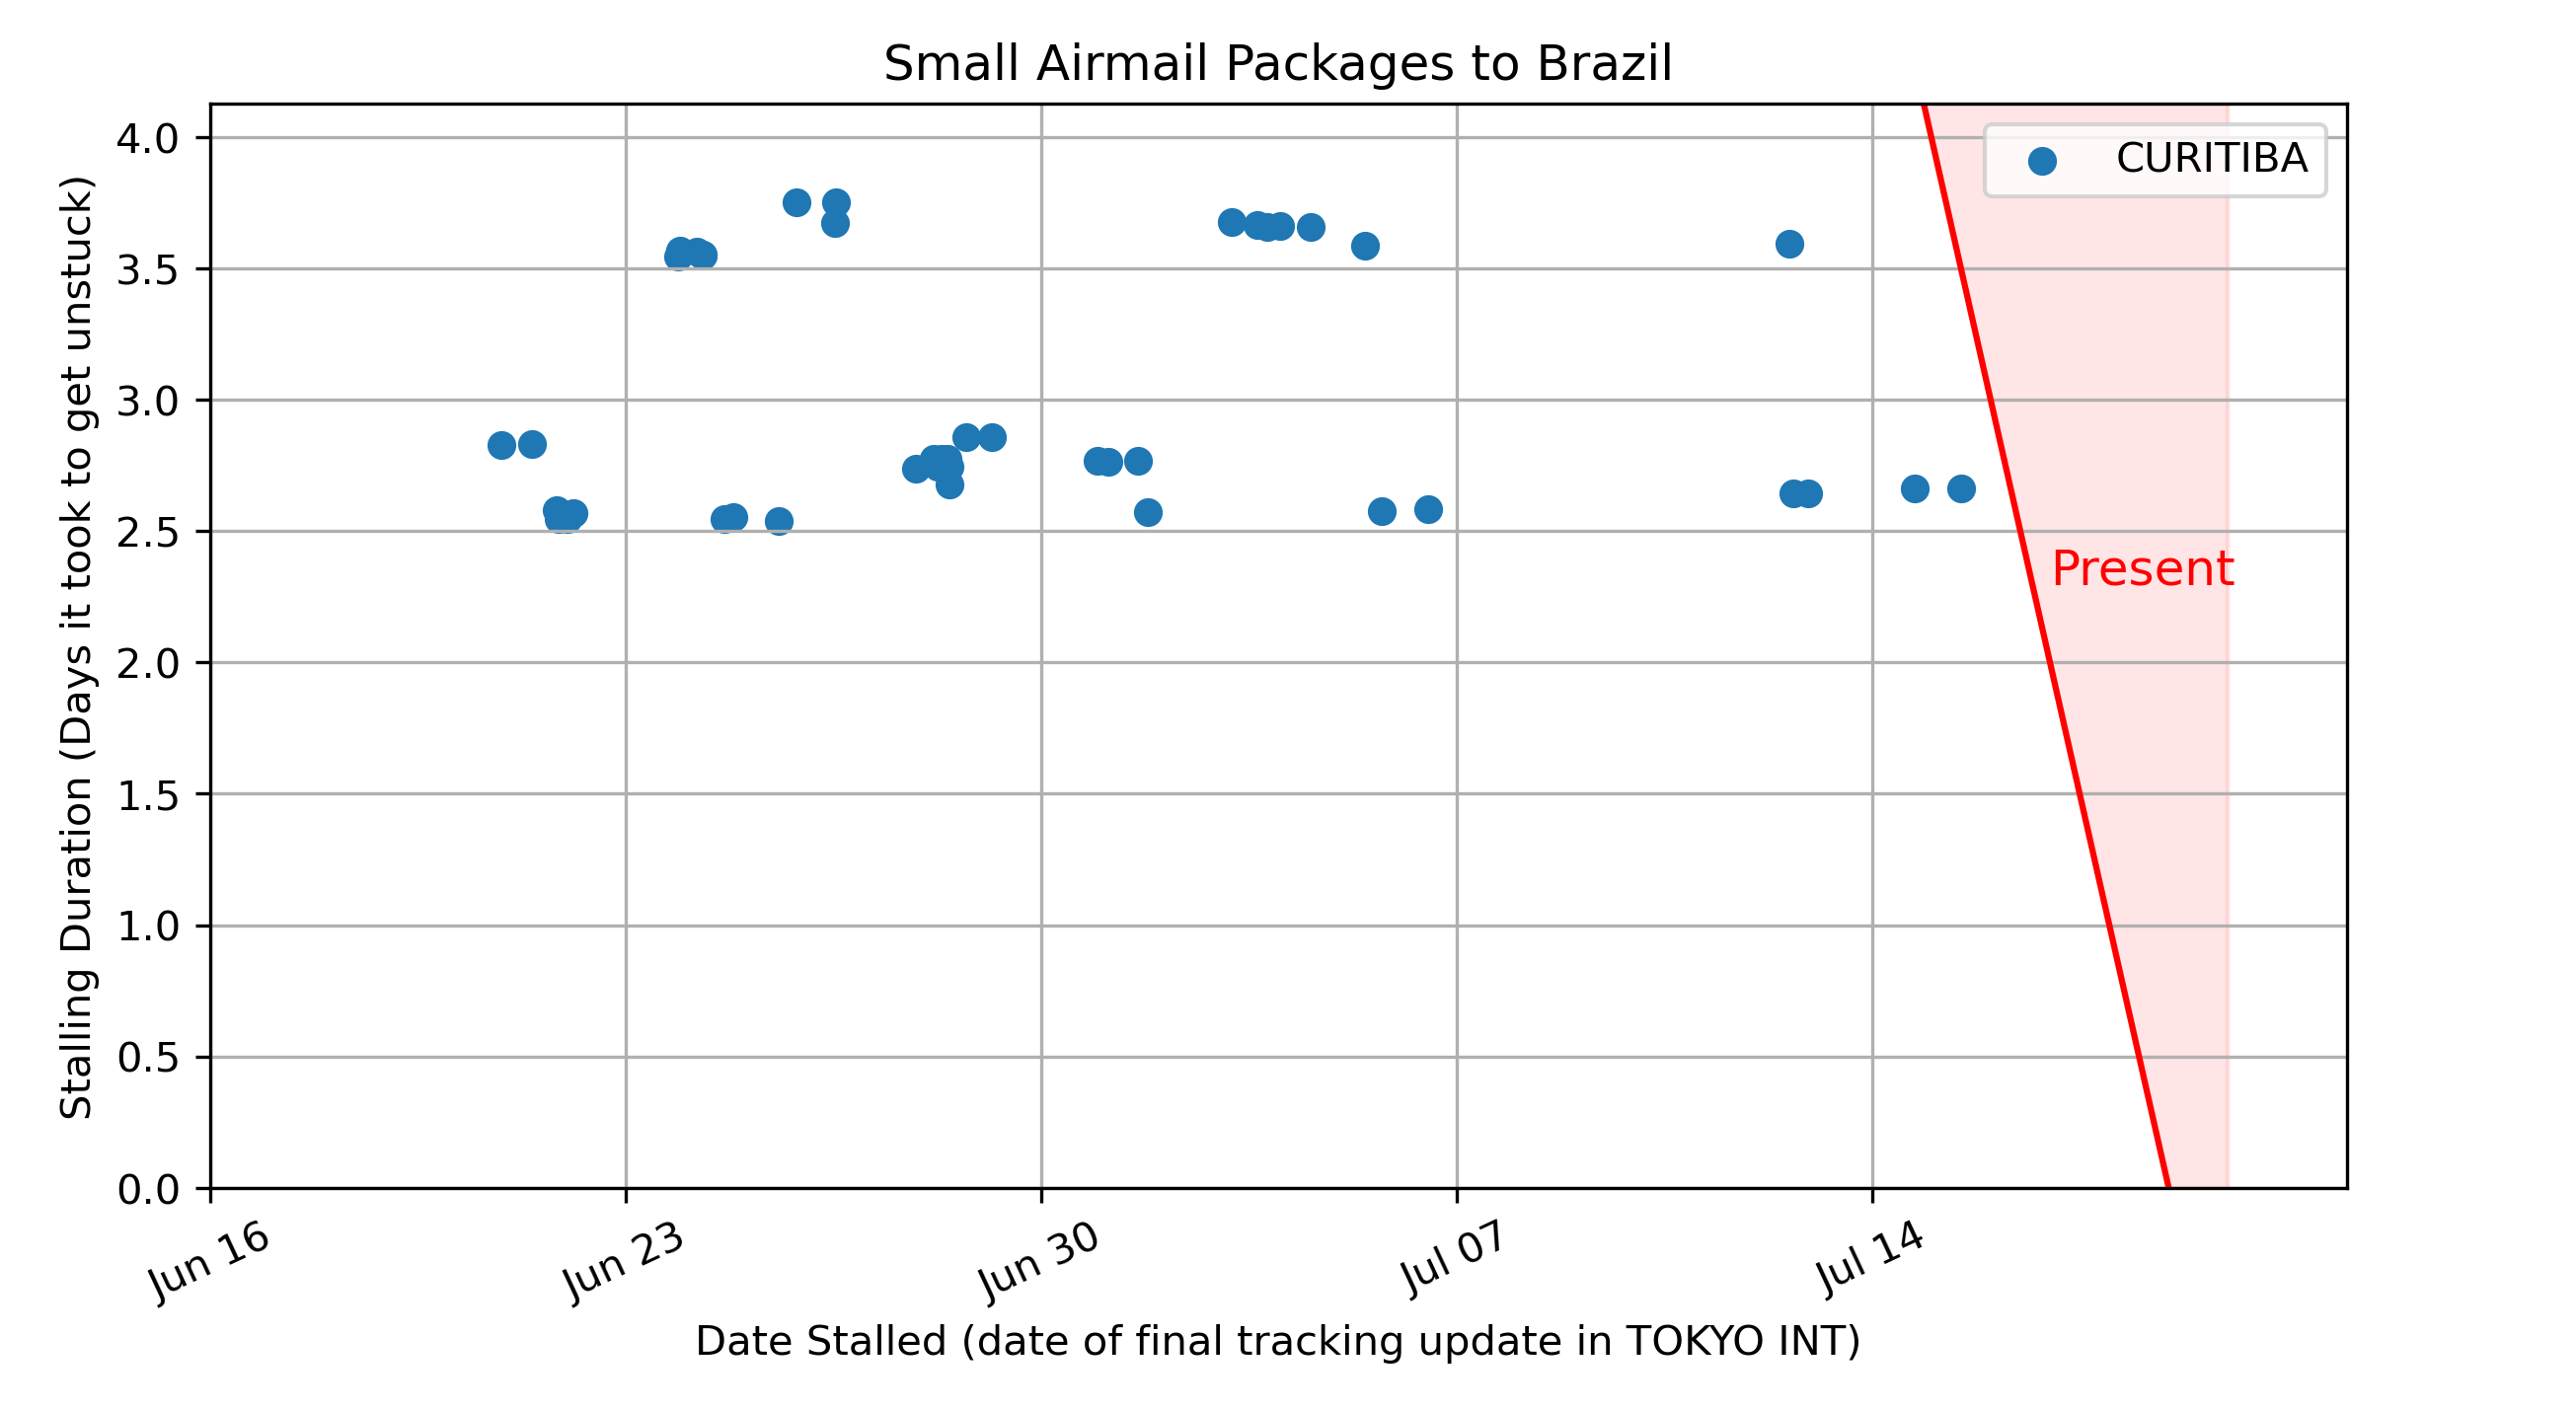 Small Airmail Packages to Brazil
CURITIBA
Present
Stalling Duration (Days it took to get unstuck)
4.0
3.5
3.0
2.5
2.0
1.5
1.0
0.5
0.0
Jun 16
Jun 23
Jun 30
Jul 07
Jul 14
Date Stalled (date of final tracking update in TOKYO INT)